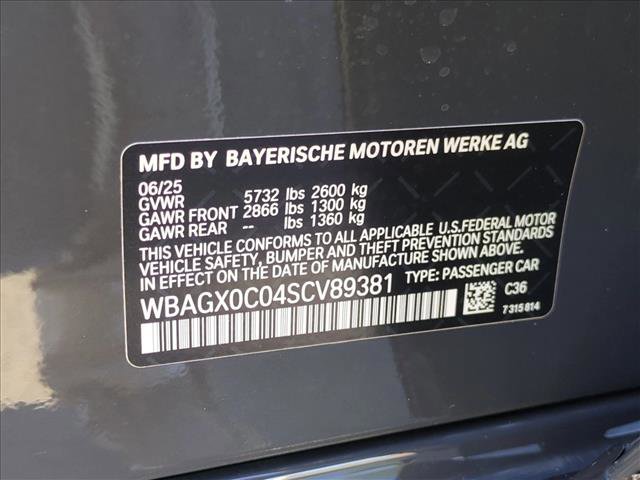 MFD BY BAYERISCHE MOTOREN WERKE AG
06/25
GVWR 5732 lbs 2600 kg
GAWR FRONT 2866 lbs 1300 kg
GAWR REAR -- lbs 1360 kg
THIS VEHICLE CONFORMS TO ALL APPLICABLE U.S.FEDERAL MOTOR
VEHICLE SAFETY, BUMPER, AND THEFT PREVENTION STANDARDS
IN EFFECT ON THE DATE OF MANUFACTURE SHOWN ABOVE.
WBAGX0C04SCV89381 TYPE: PASSENGER CAR
C36
7315814